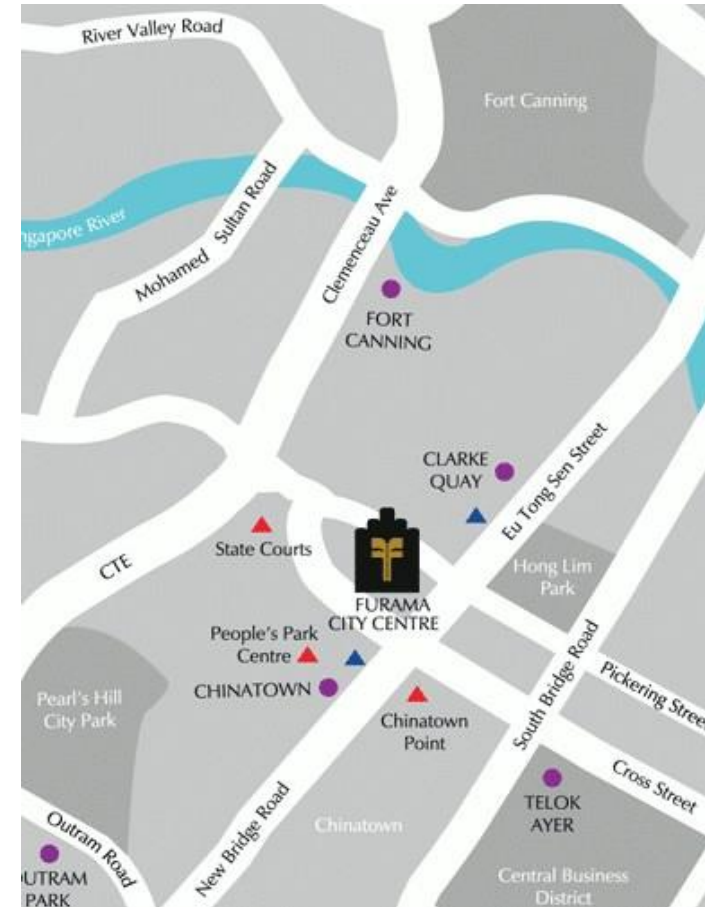 River Valley Road
Fort Canning
ngapore River
Mohamed Sultan Road
Clemenceau Ave
FORT
CANNING
CLARKE
QUAY
Eu Tong Sen Street
State Courts
CTE
Hong Lim
Park
FURAMA
CITY CENTRE
People's Park
Centre
CHINATOWN
Chinatown
Point
South Bridge Road
Pickering Stree
Pearl's Hill
City Park
Cross Street
TELOK
AYER
New Bridge Road
Chinatown
Outram Road
UTRAM
PARK
Central Business
District